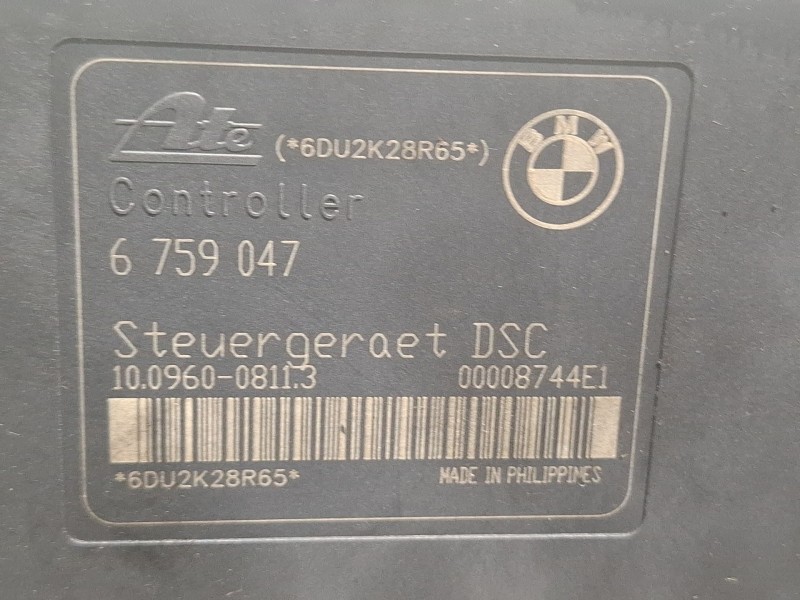 Ate (*6DU2K28R65*) BMW
Controller
6 759 047
Steuergeraet DSC
10.0960-0811.3 00008744E1
*6DU2K28R65* MADE IN PHILIPPINES